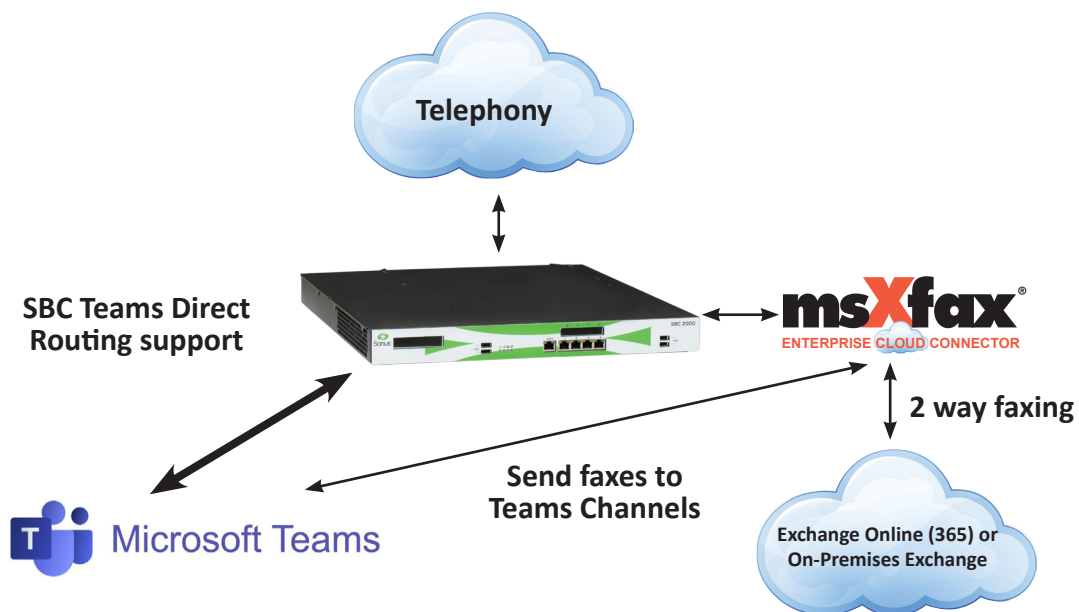 Telephony
SBC Teams Direct
Routing support
Sonus
SBC 2000
msXfax®
ENTERPRISE CLOUD CONNECTOR
2 way faxing
Send faxes to
Teams Channels
T
Microsoft Teams
Exchange Online (365) or
On-Premises Exchange